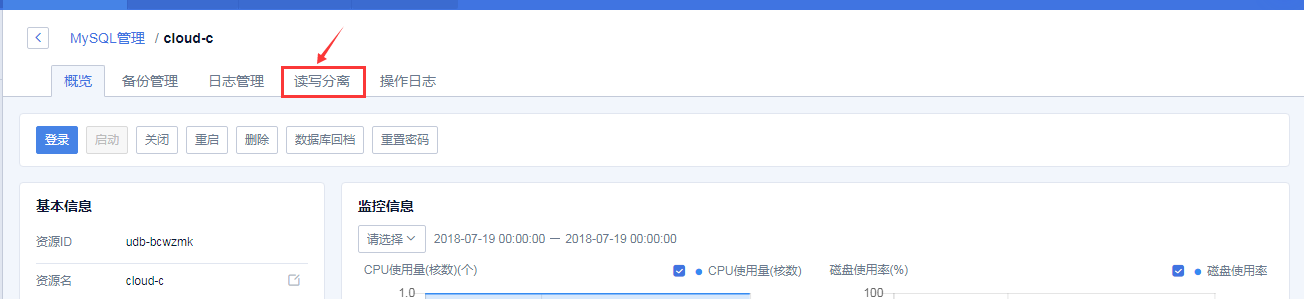 MySQL管理 / cloud-c
概览 备份管理 日志管理 读写分离 操作日志
登录 启动 关闭 重启 删除 数据库回档 重置密码
基本信息
资源ID udb-bcwzmk
资源名 cloud-c
监控信息
请选择 2018-07-19 00:00:00 — 2018-07-19 00:00:00
CPU使用量(核数)(个) CPU使用量(核数)
1.0
磁盘使用率(%) 磁盘使用率
100